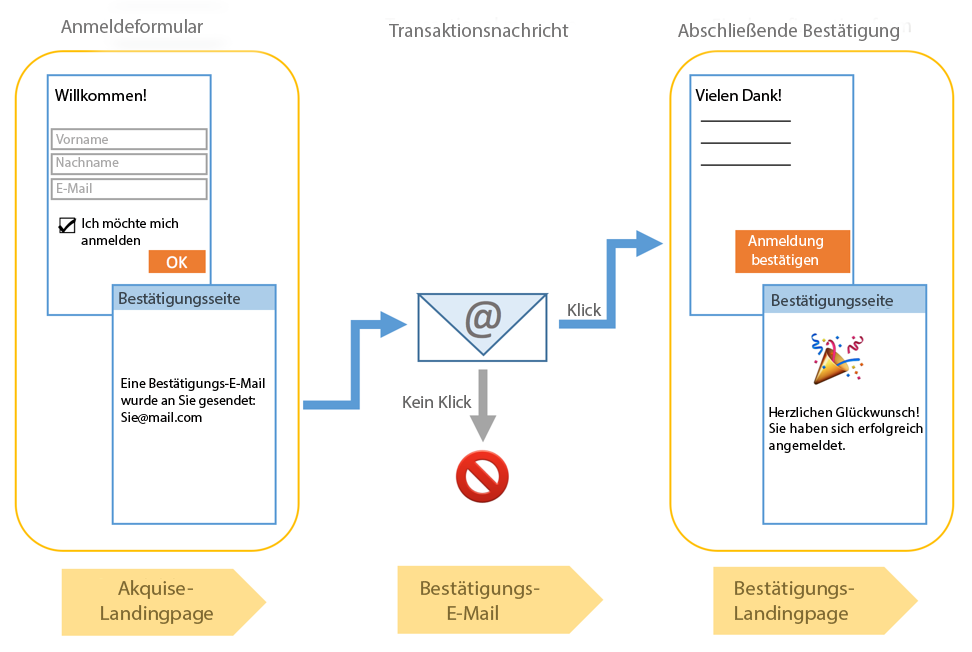 Anmeldeformular
Willkommen!
Vorname
Nachname
E-Mail
Ich möchte mich
anmelden
OK
Bestätigungsseite
Eine Bestätigungs-E-Mail
wurde an Sie gesendet:
Sie@mail.com
Akquise-
Landingpage
Transaktionsnachricht
@
Klick
Kein Klick
Bestätigungs-
E-Mail
Abschließende Bestätigung
Vielen Dank!
Anmeldung
bestätigen
Bestätigungsseite
Herzlichen Glückwunsch!
Sie haben sich erfolgreich
angemeldet.
Bestätigungs-
Landingpage